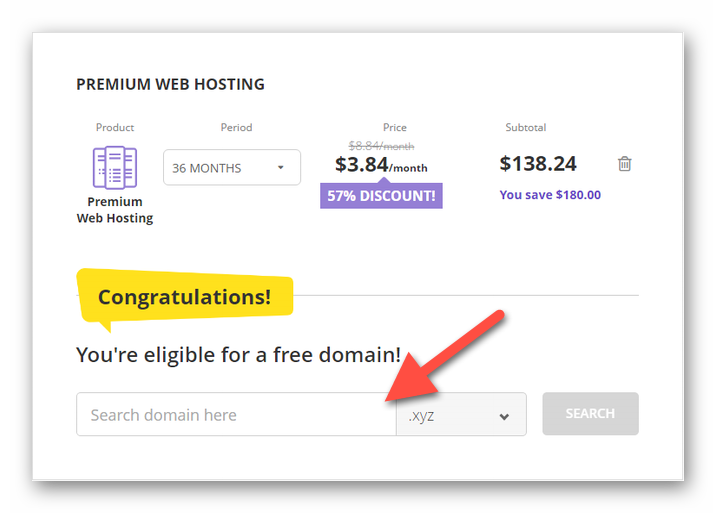 PREMIUM WEB HOSTING
Product
Period
Price
Subtotal
Premium
Web Hosting
36 MONTHS
$8.84/month
$3.84/month
57% DISCOUNT!
$138.24
You save $180.00
Congratulations!
You're eligible for a free domain!
Search domain here
.xyz
SEARCH